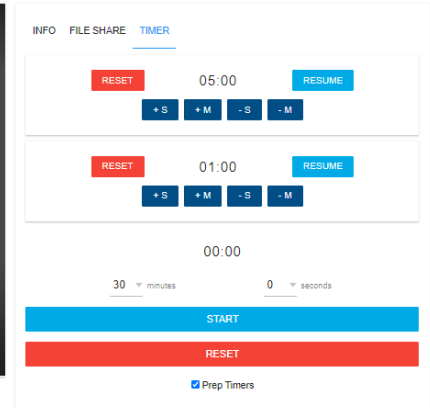 INFO FILE SHARE TIMER
RESET 05:00 RESUME
+ S + M - S - M
RESET 01:00 RESUME
+ S + M - S - M
00:00
30 minutes 0 seconds
START
RESET
Prep Timers